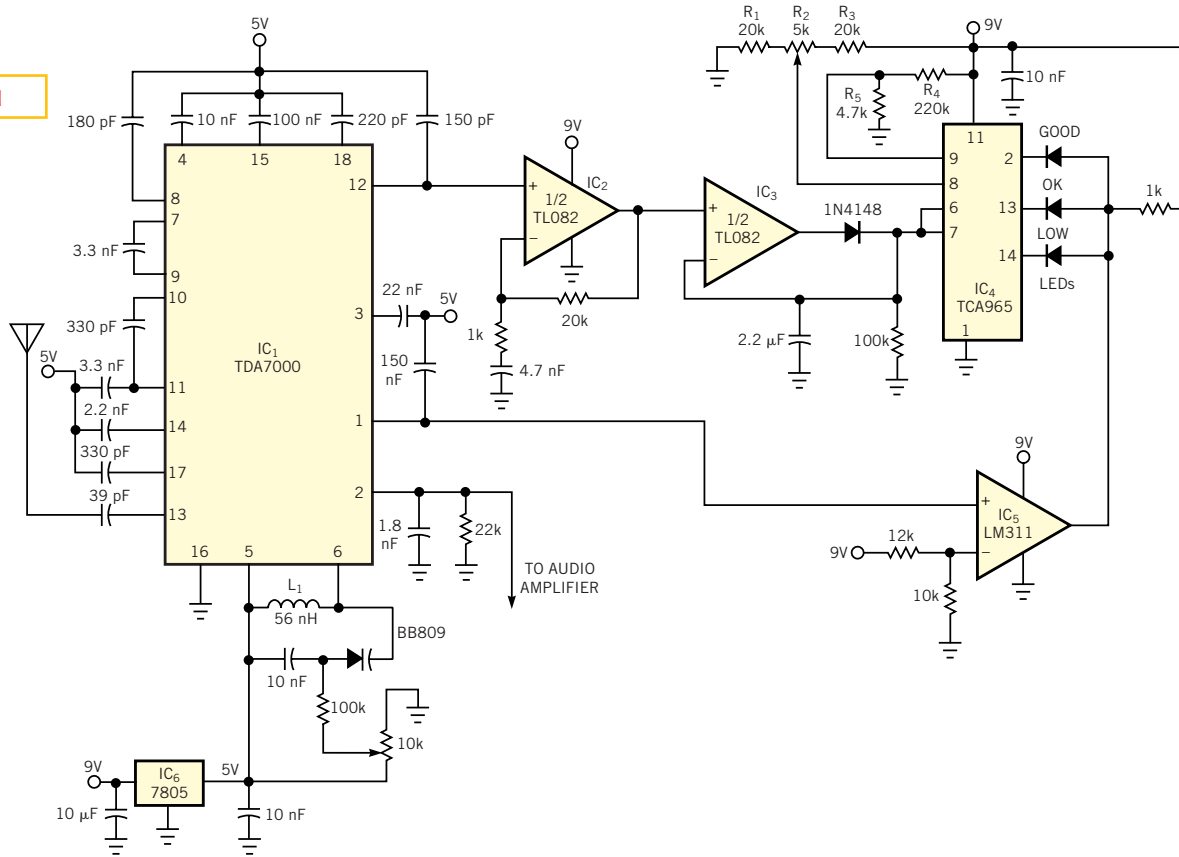 5V
R1 20k
R2 5k
R3 20k
9V
10 nF
180 pF
10 nF
100 nF
220 pF
150 pF
R5 4.7k
R4 220k
9V
4
15
18
12
8
7
9
10
3
11
14
17
13
1
2
16
5
6
IC1
TDA7000
3.3 nF
330 pF
5V
3.3 nF
2.2 nF
330 pF
39 pF
22 nF
5V
150 nF
+
1/2
TL082
−
IC2
20k
1k
4.7 nF
+
1/2
TL082
−
IC3
1N4148
2.2 µF
100k
11
9
8
6
7
2
13
14
IC4
TCA965
1
GOOD
OK
LOW
LEDs
1k
1.8 nF
22k
TO AUDIO
AMPLIFIER
9V
+
IC5
LM311
−
9V
12k
10k
L1
56 nH
BB809
10 nF
100k
10k
9V
IC6
7805
5V
10 µF
10 nF